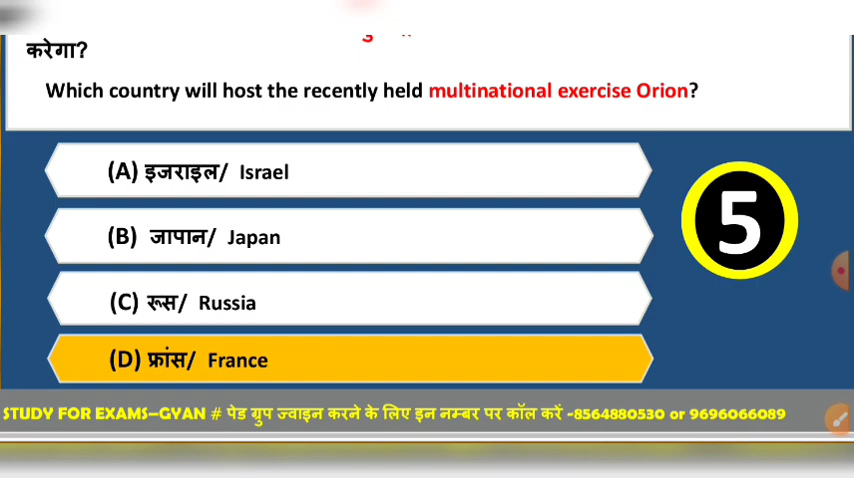 करेगा?
Which country will host the recently held multinational exercise Orion?
(A) इजराइल/ Israel
(B) जापान/ Japan
5
(C) रूस/ Russia
(D) फ्रांस/ France
STUDY FOR EXAMS–GYAN # पेड ग्रुप ज्वाइन करने के लिए इन नम्बर पर कॉल करें -8564880530 or 9696066089